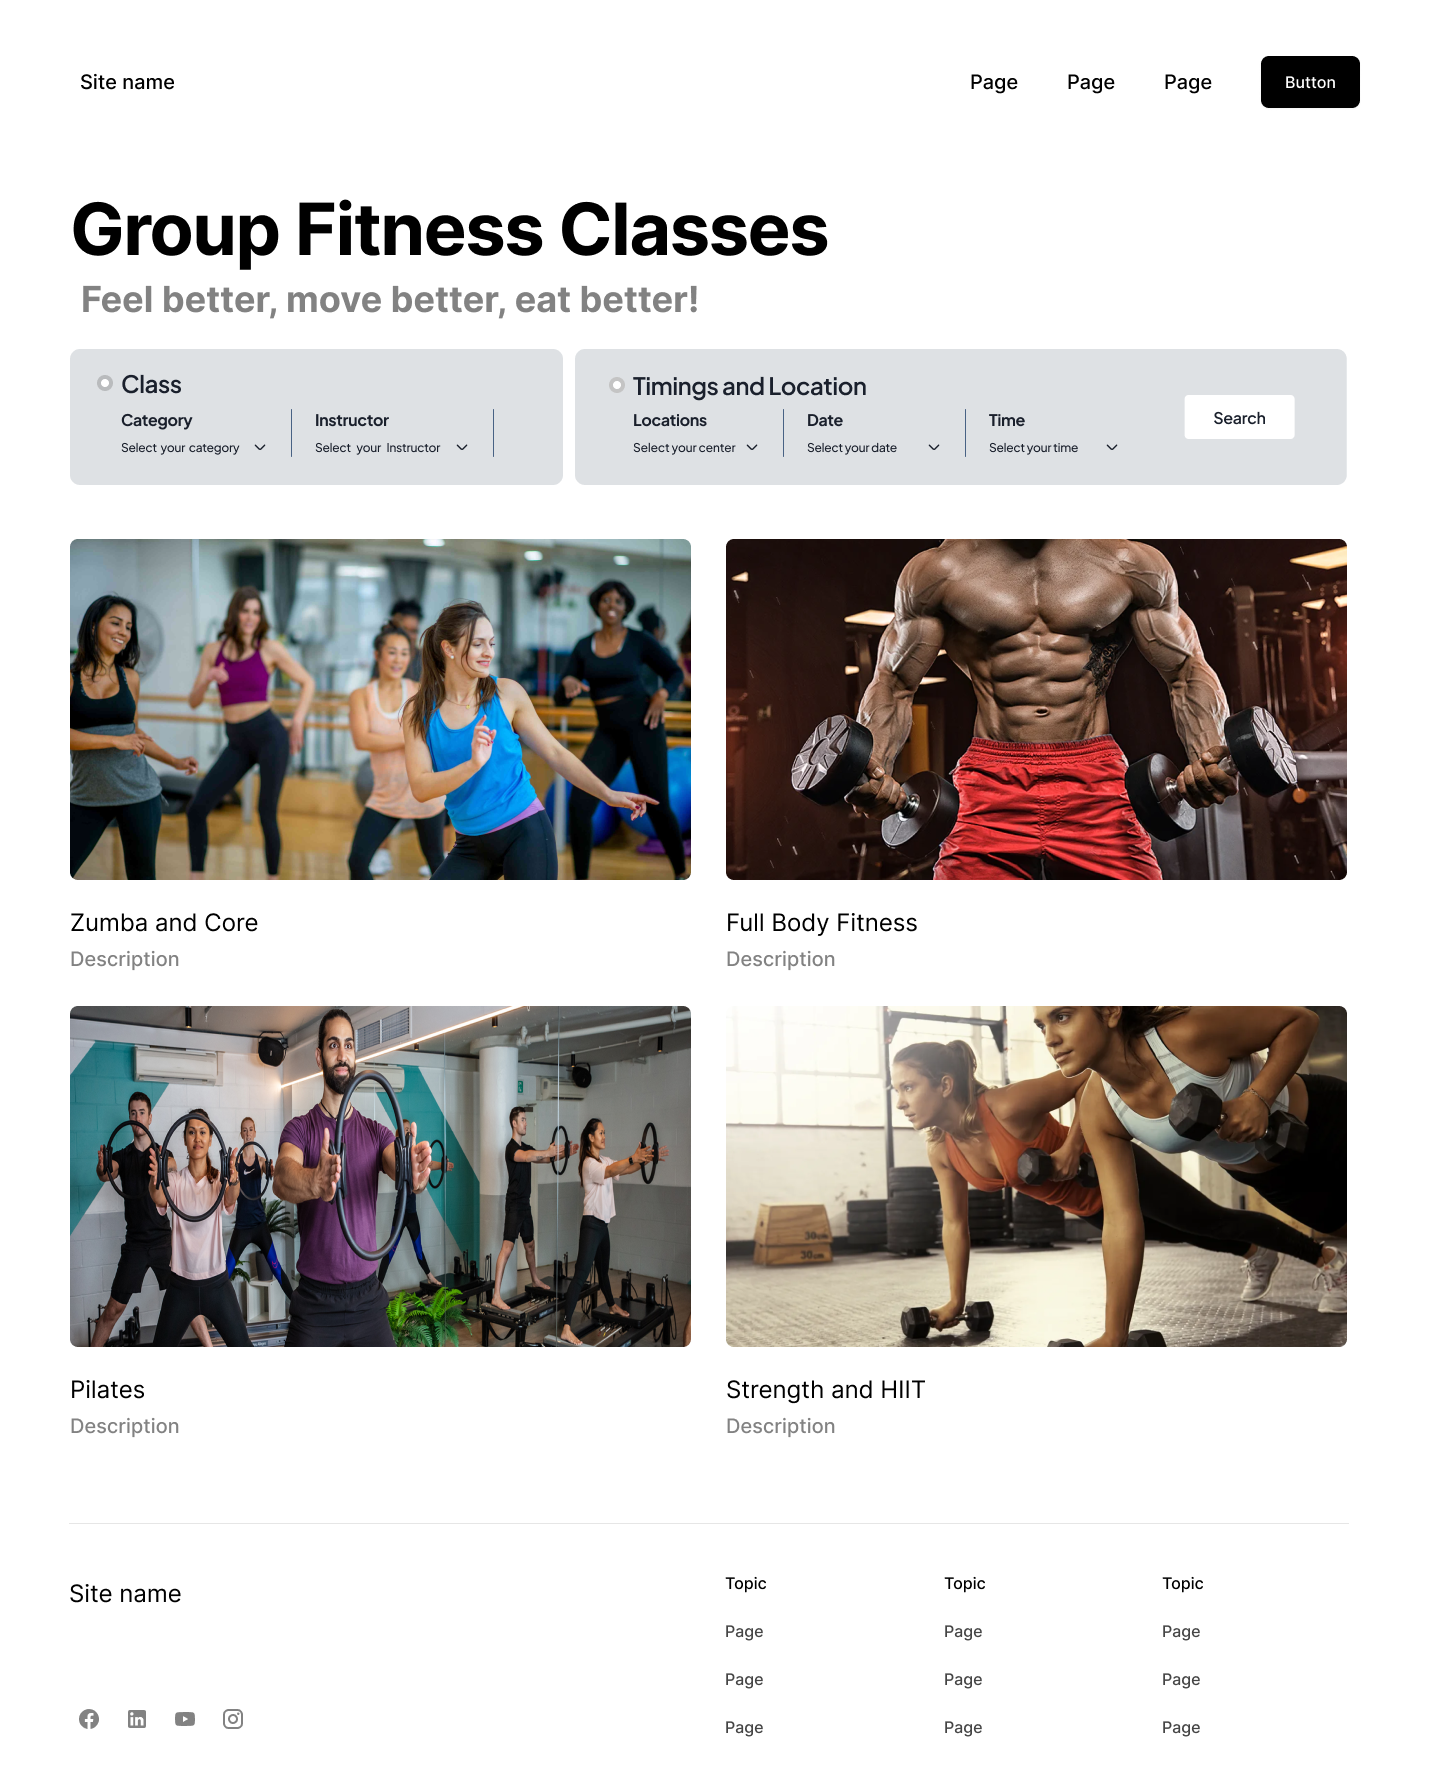 Site name
Page Page Page Button
Group Fitness Classes
Feel better, move better, eat better!
Class
Category Instructor
Select your category Select your Instructor
Timings and Location
Locations Date Time
Select your center Select your date Select your time
Search
Zumba and Core
Description
Full Body Fitness
Description
30cm
30cm
Pilates
Description
Strength and HIIT
Description
Site name
Topic Topic Topic
Page Page Page
Page Page Page
Page Page Page